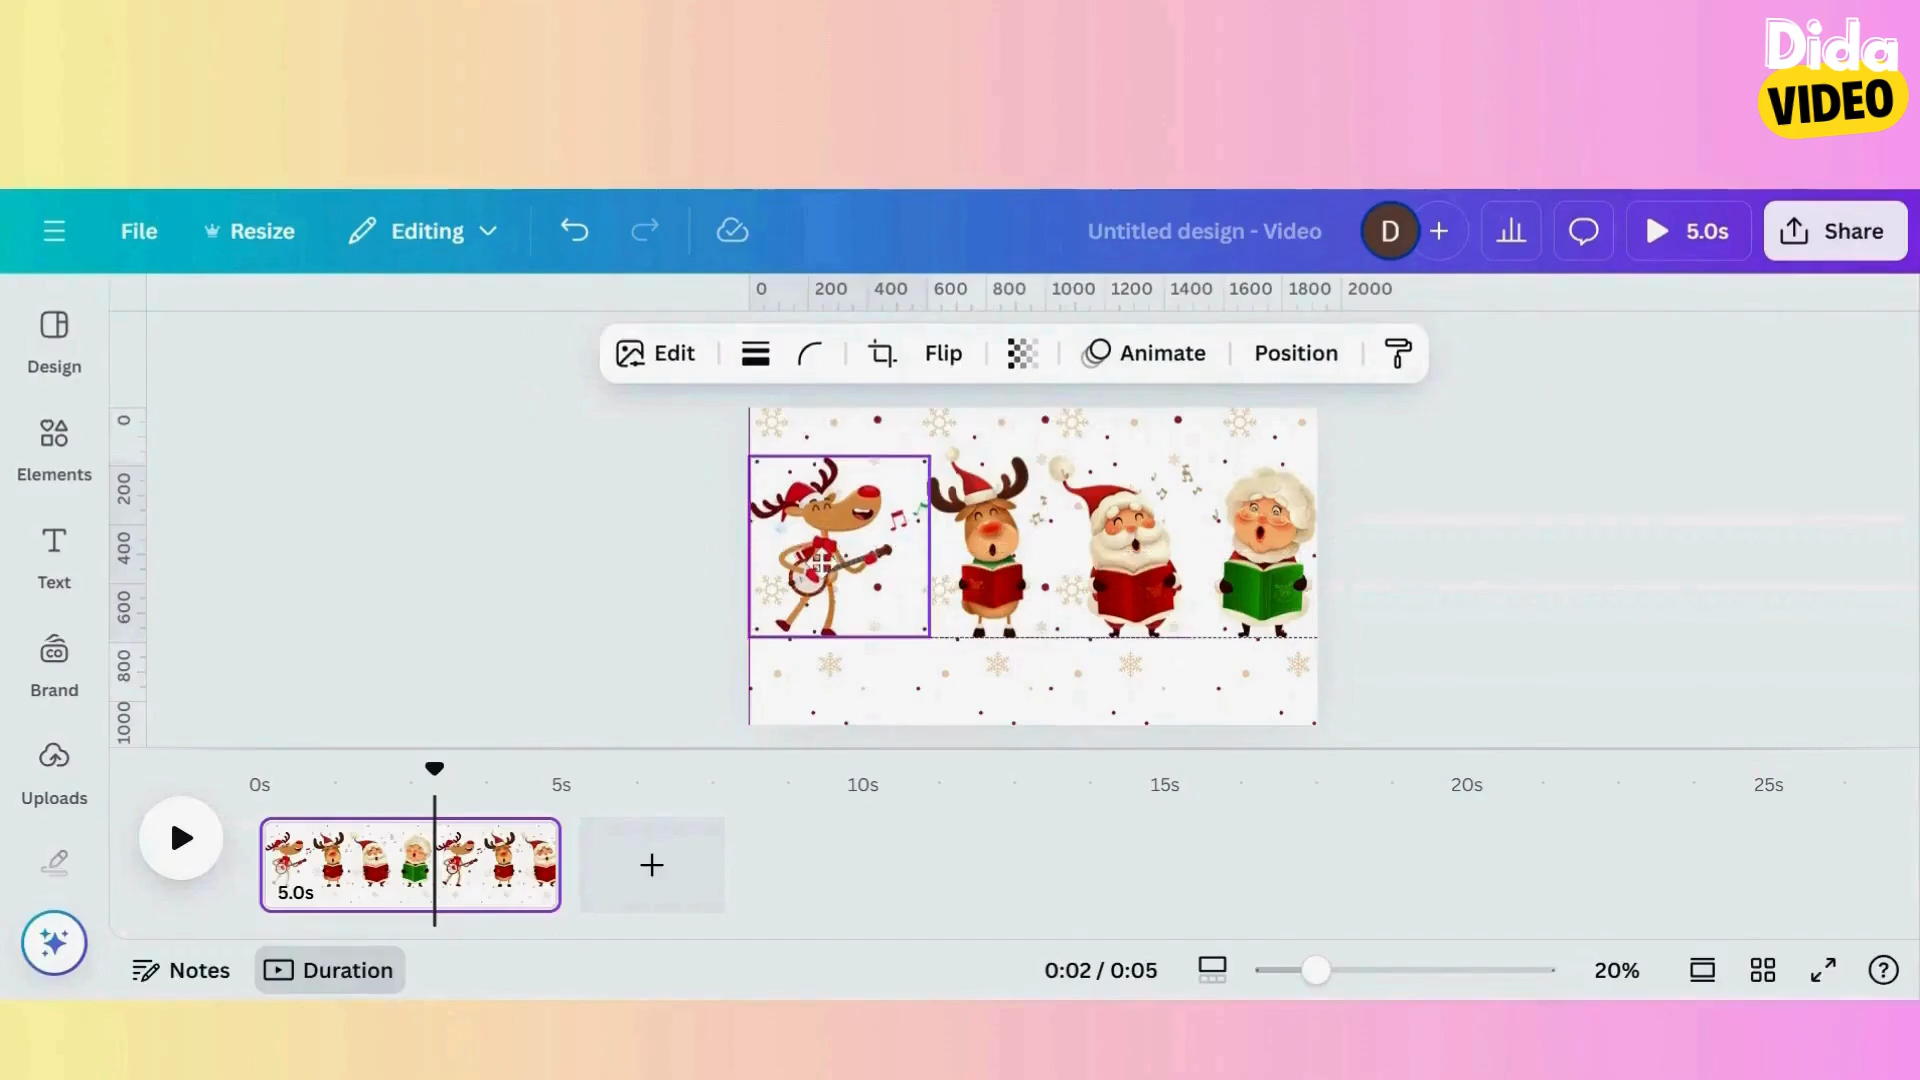 Dida
VIDEO
File
Resize
Editing
Untitled design - Video
D
5.0s
Share
0 200 400 600 800 1000 1200 1400 1600 1800 2000
Edit
Flip
Animate
Position
Design
Elements
Text
Brand
CO
Uploads
0
200
400
600
800
1000
0s 5s 10s 15s 20s 25s
5.0s
Notes
Duration
0:02 / 0:05
20%
?